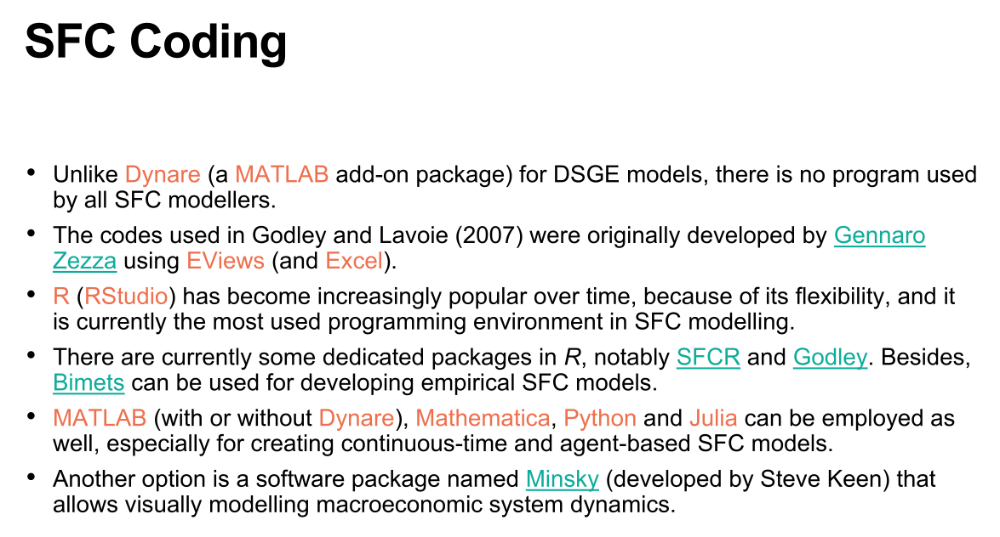 SFC Coding
• Unlike Dynare (a MATLAB add-on package) for DSGE models, there is no program used
by all SFC modellers.
• The codes used in Godley and Lavoie (2007) were originally developed by Gennaro
Zezza using EViews (and Excel).
• R (RStudio) has become increasingly popular over time, because of its flexibility, and it
is currently the most used programming environment in SFC modelling.
• There are currently some dedicated packages in R, notably SFCR and Godley. Besides,
Bimets can be used for developing empirical SFC models.
• MATLAB (with or without Dynare), Mathematica, Python and Julia can be employed as
well, especially for creating continuous-time and agent-based SFC models.
• Another option is a software package named Minsky (developed by Steve Keen) that
allows visually modelling macroeconomic system dynamics.